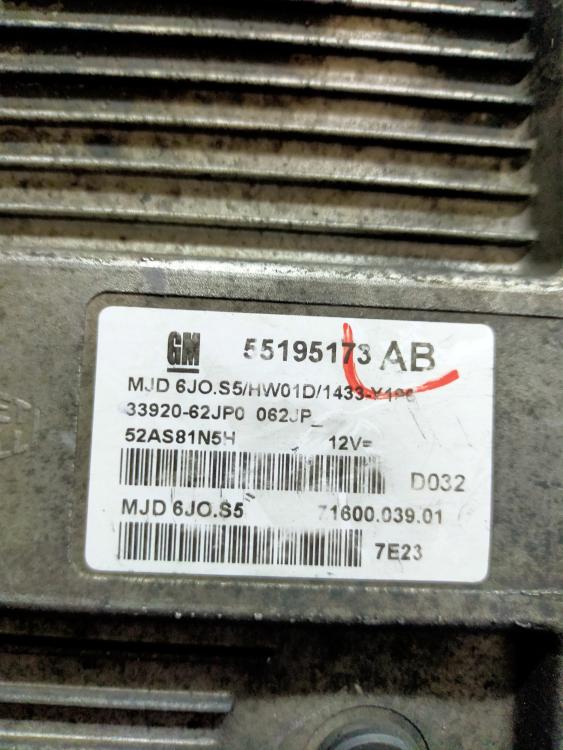 GM 55195173 AB
MJD 6JO.S5/HW01D/1433-Y196
33920-62JP0 062JP_
52AS81N5H 12V=
D032
MJD 6JO.S5 71600.039.01
7E23